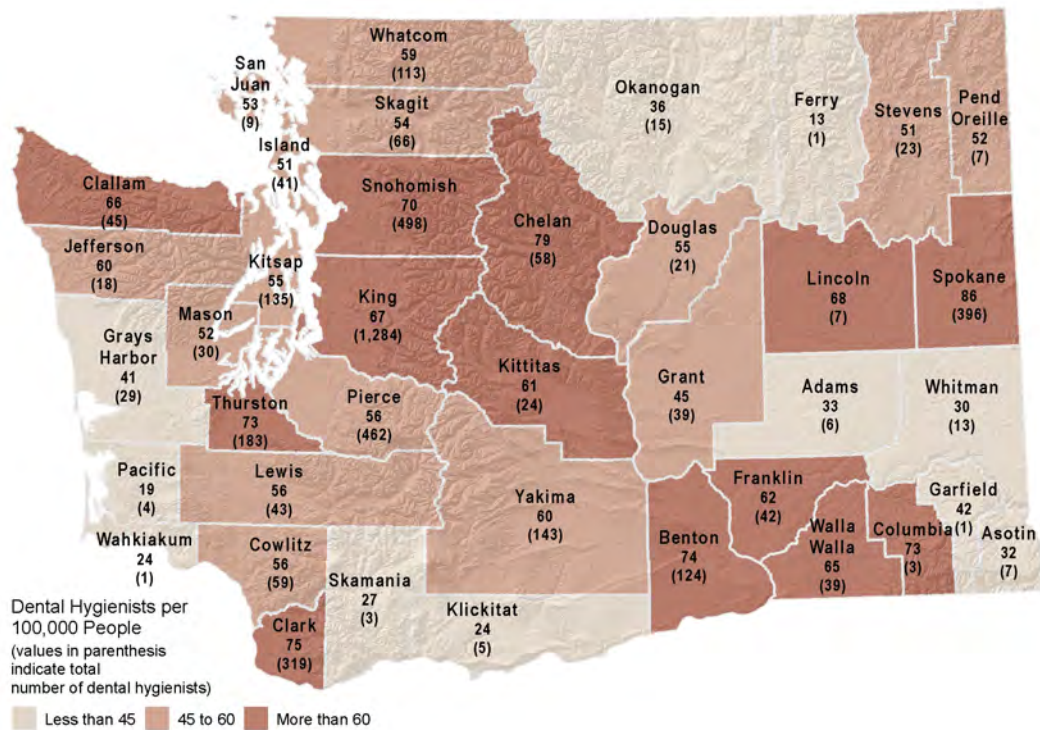 Whatcom
59
(113)
San
Juan
53
(9)
Skagit
54
(66)
Island
51
(41)
Okanogan
36
(15)
Ferry
13
(1)
Stevens
51
(23)
Pend
Oreille
52
(7)
Clallam
66
(45)
Snohomish
70
(498)
Chelan
79
(58)
Douglas
55
(21)
Lincoln
68
(7)
Spokane
86
(396)
Jefferson
60
(18)
Kitsap
55
(135)
King
67
(1,284)
Mason
52
(30)
Grays
Harbor
41
(29)
Kittitas
61
(24)
Grant
45
(39)
Adams
33
(6)
Whitman
30
(13)
Thurston
73
(183)
Pierce
56
(462)
Pacific
19
(4)
Lewis
56
(43)
Yakima
60
(143)
Benton
74
(124)
Franklin
62
(42)
Walla
Walla
65
(39)
Columbia
73
(3)
Garfield
42
(1)
Asotin
32
(7)
Wahkiakum
24
(1)
Cowlitz
56
(59)
Skamania
27
(3)
Klickitat
24
(5)
Clark
75
(319)
Dental Hygienists per
100,000 People
(values in parenthesis
indicate total
number of dental hygienists)
Less than 45
45 to 60
More than 60